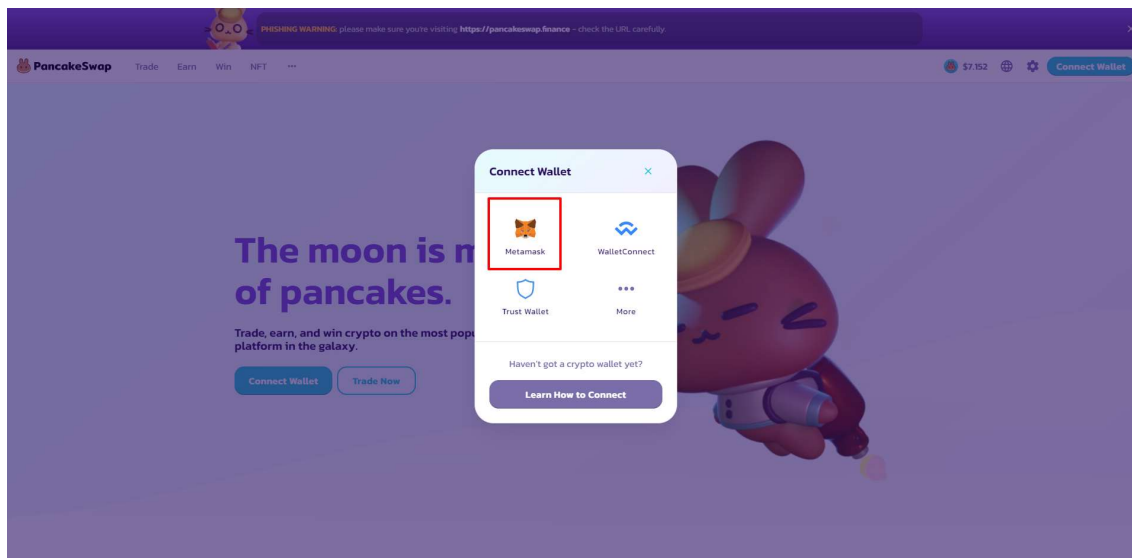 PHISHING WARNING: please make sure you're visiting https://pancakeswap.finance - check the URL carefully.
PancakeSwap Trade Earn Win NFT ... $7.152 Connect Wallet
Connect Wallet
Metamask WalletConnect
Trust Wallet More
Haven't got a crypto wallet yet?
Learn How to Connect
The moon is m
of pancakes.
Trade, earn, and win crypto on the most popu
platform in the galaxy.
Connect Wallet Trade Now